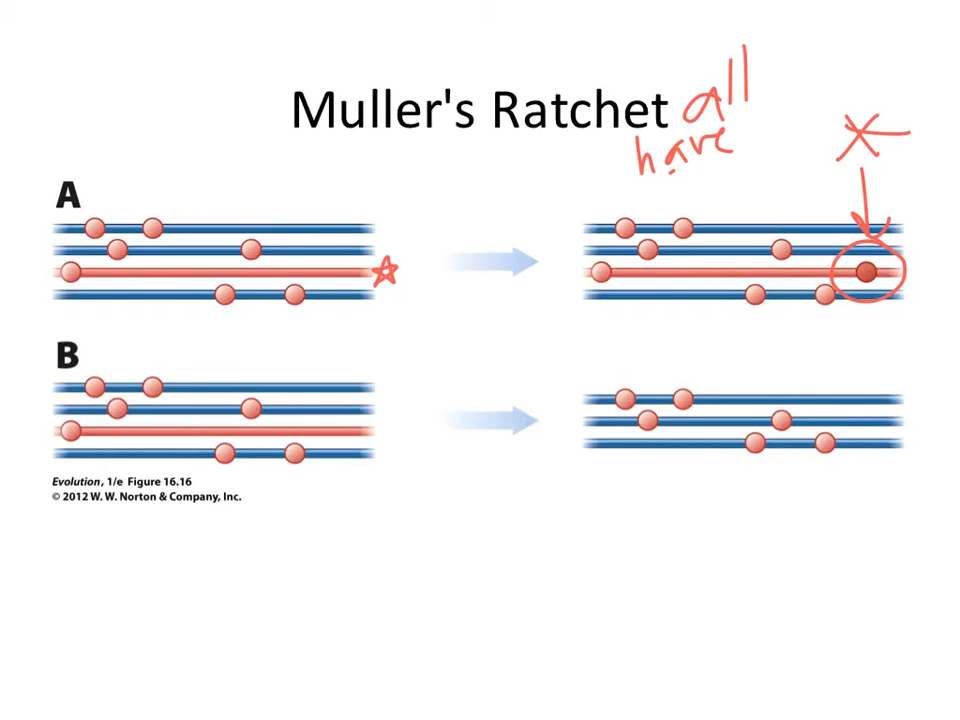 Muller's Ratchet all
have
A
B
Evolution, 1/e Figure 16.16
© 2012 W. W. Norton & Company, Inc.